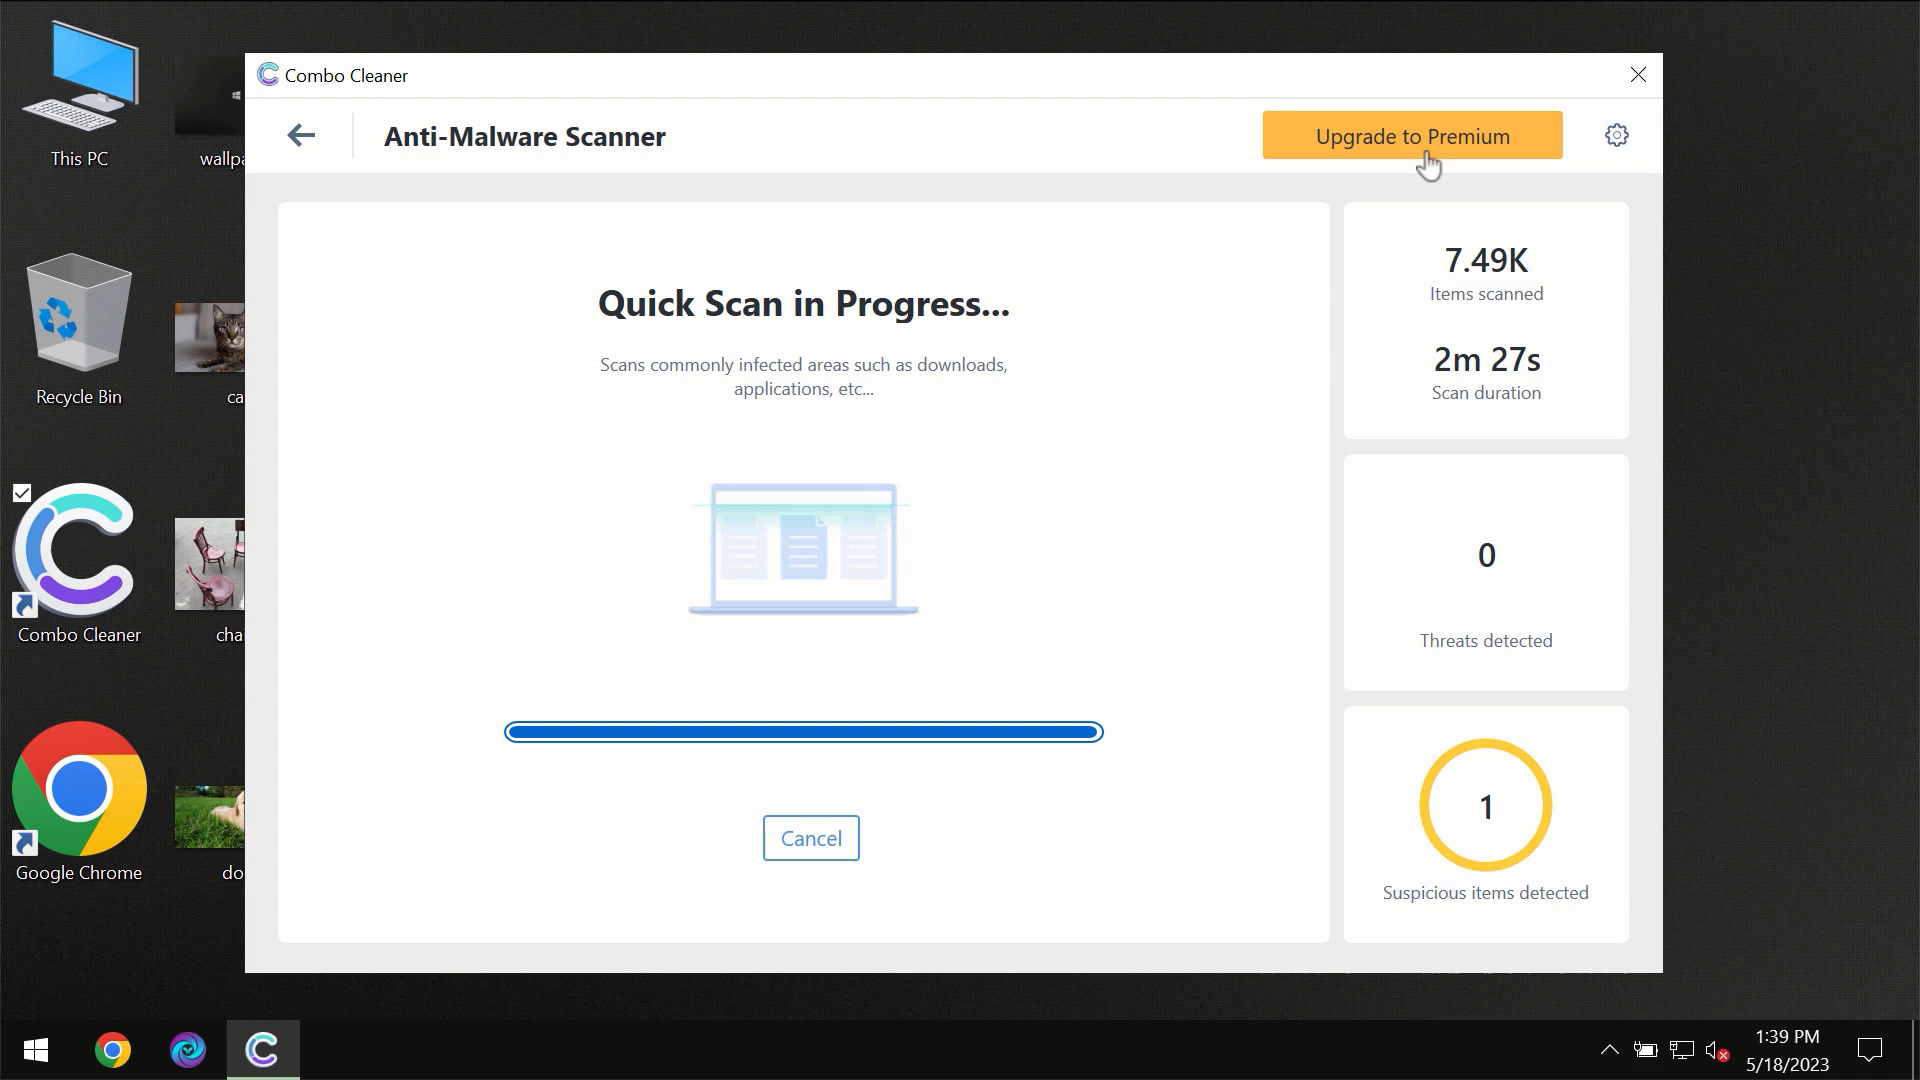 Combo Cleaner
Anti-Malware Scanner
Upgrade to Premium
Quick Scan in Progress...
Scans commonly infected areas such as downloads,
applications, etc...
Cancel
7.49K
Items scanned
2m 27s
Scan duration
0
Threats detected
1
Suspicious items detected
This PC
wallpa
Recycle Bin
ca
Combo Cleaner
chai
Google Chrome
do
1:39 PM
5/18/2023